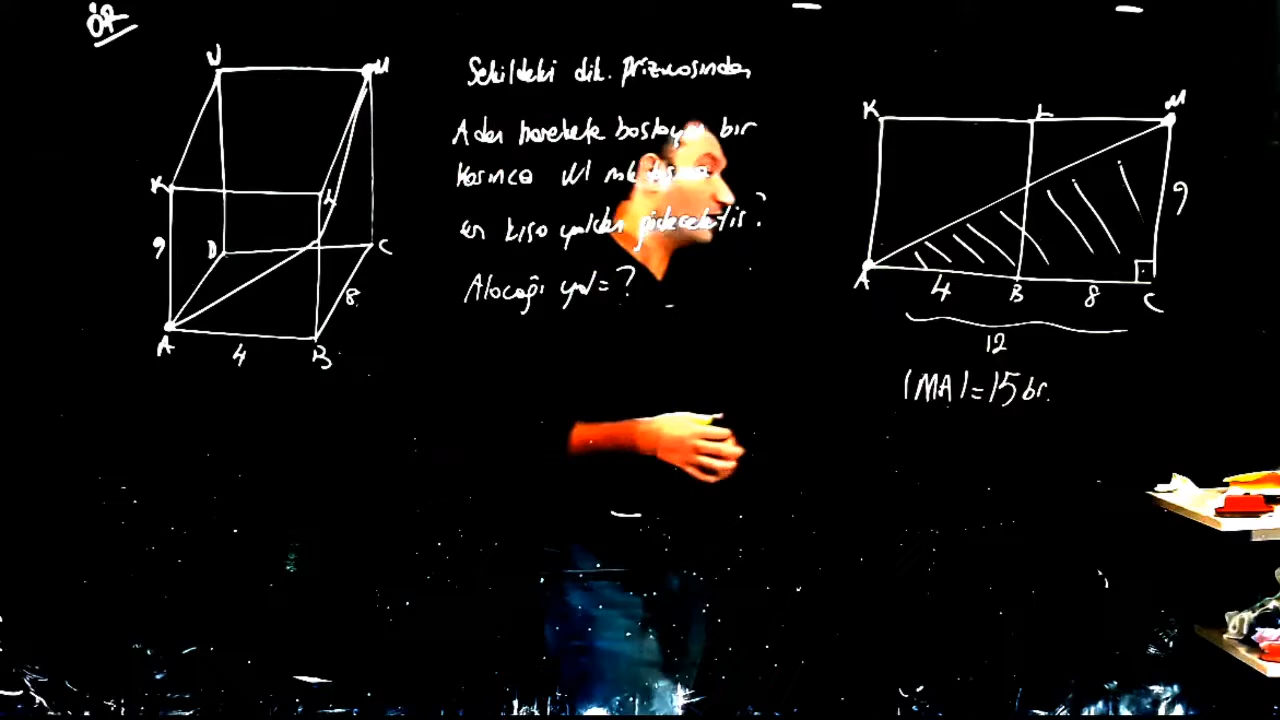 ÖR
N
M
K
L
9
D
C
8
A
4
B
Şekildeki dik prizmasından
A dan harekete başlayan bir
karınca
en kısa yoldan gidecektir?
Alacağı yol = ?
K
L
M
9
A
4
B
8
C
12
|MA| = 15 br.